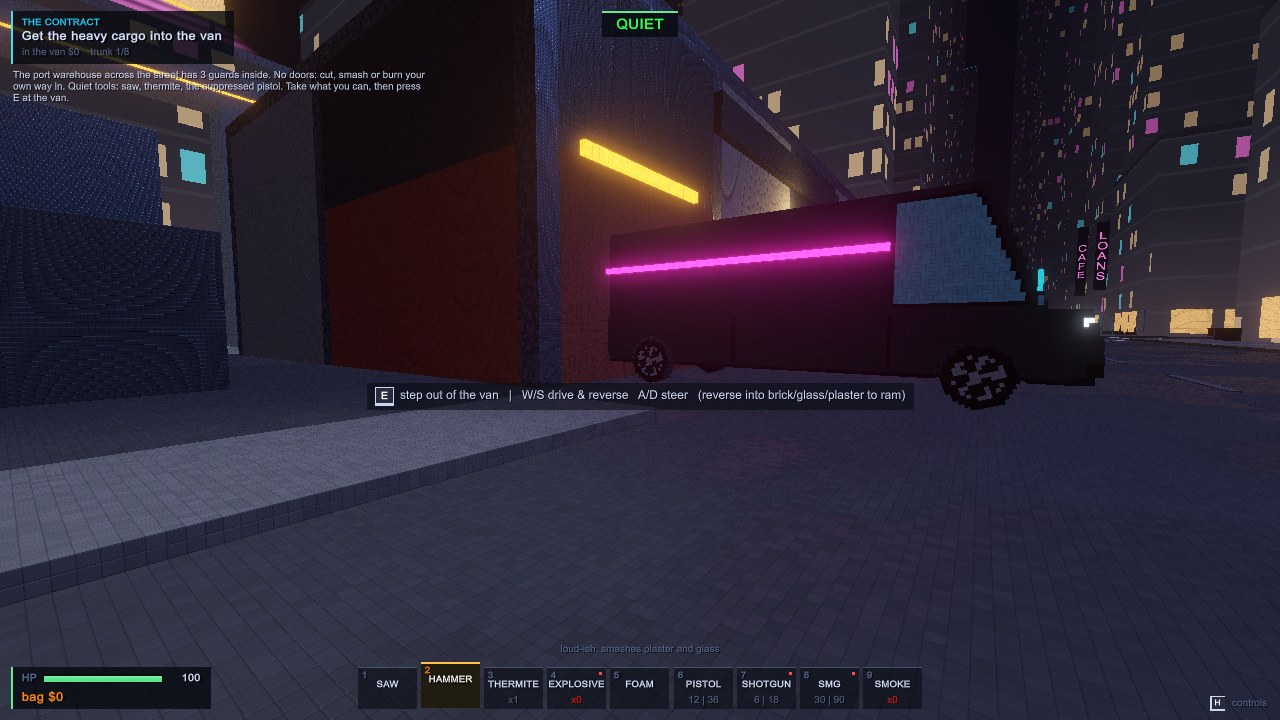 THE CONTRACT
Get the heavy cargo into the van
in the van $0 trunk 1/8
The port warehouse across the street has 3 guards inside. No doors: cut, smash or burn your
own way in. Quiet tools: saw, thermite, the suppressed pistol. Take what you can, then press
E at the van.
QUIET
CAFE
LOANS
E step out of the van | W/S drive & reverse A/D steer (reverse into brick/glass/plaster to ram)
loud-ish, smashes plaster and glass
HP 100
bag $0
1 SAW
2 HAMMER
3 THERMITE x1
4 EXPLOSIVE x0
5 FOAM
6 PISTOL 12 | 36
7 SHOTGUN 6 | 18
8 SMG 30 | 90
9 SMOKE x0
H controls